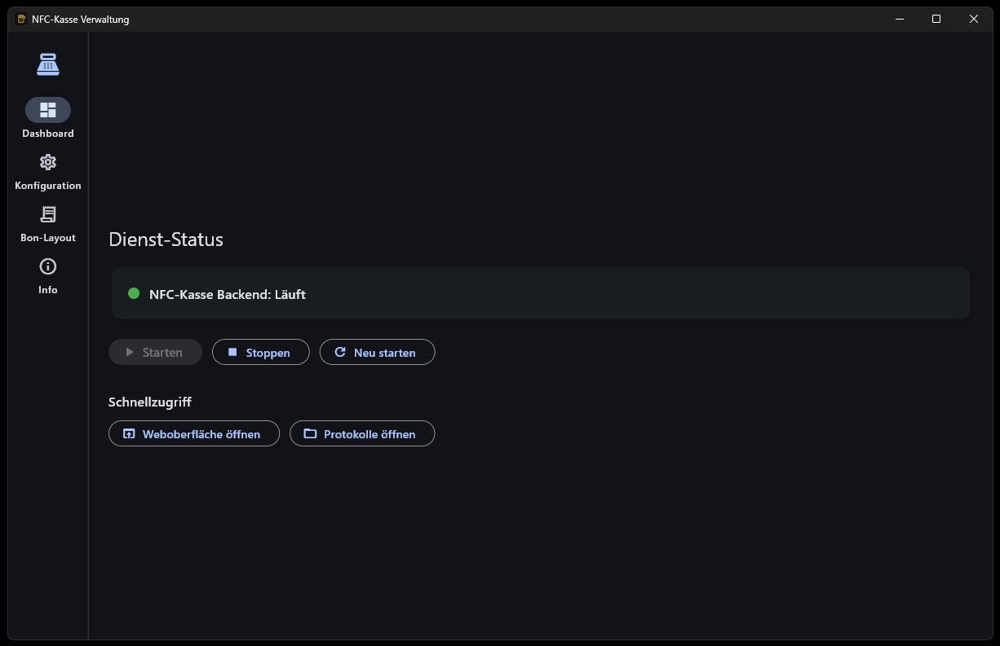 NFC-Kasse Verwaltung
Dashboard
Konfiguration
Bon-Layout
Info
Dienst-Status
NFC-Kasse Backend: Läuft
Starten
Stoppen
Neu starten
Schnellzugriff
Weboberfläche öffnen
Protokolle öffnen